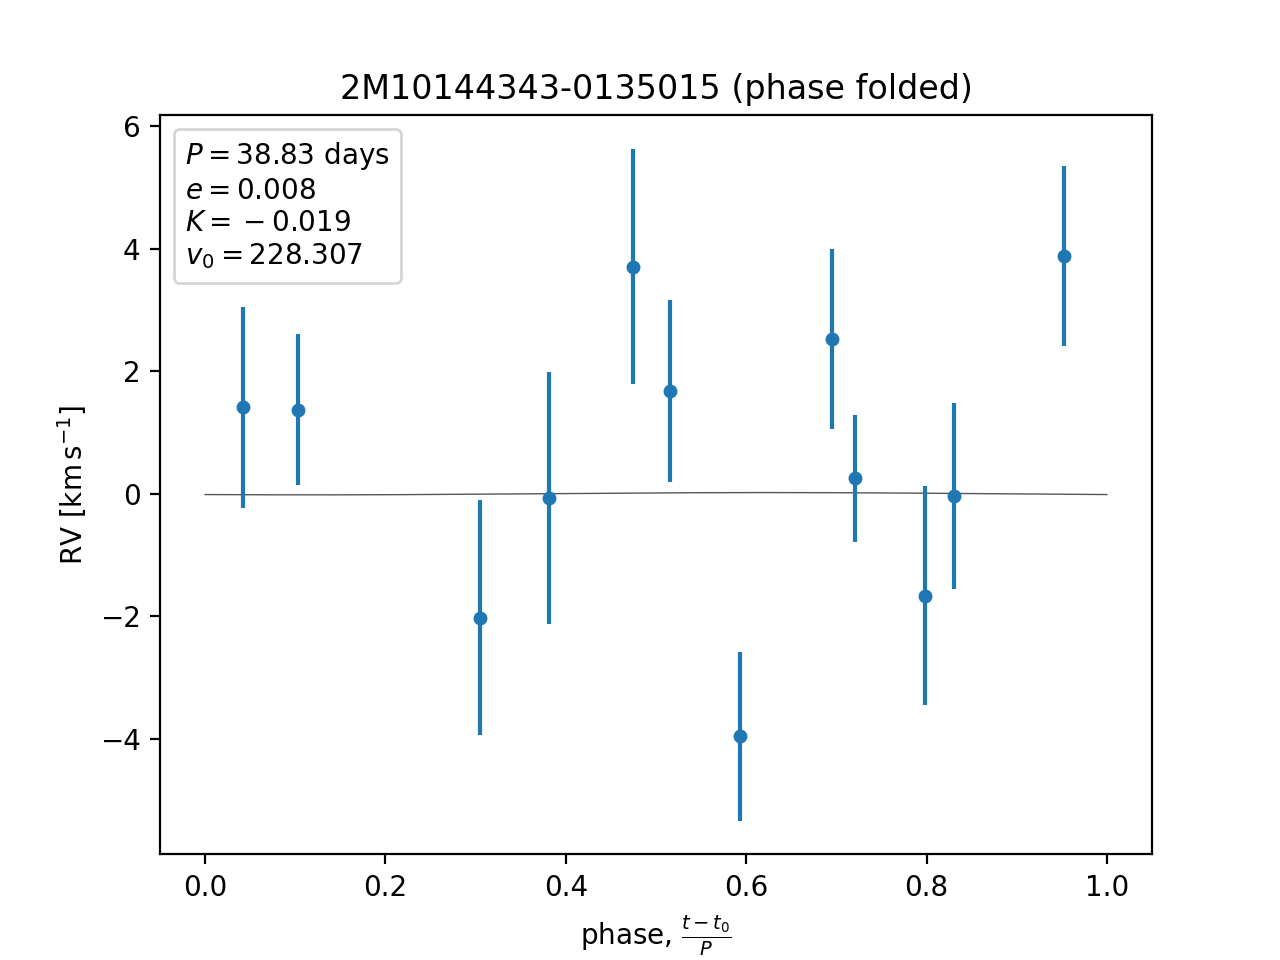 2M10144343-0135015 (phase folded)
P = 38.83 days
e = 0.008
K = −0.019
v₀ = 228.307
6
4
2
0
−2
−4
RV [km s⁻¹]
0.0 0.2 0.4 0.6 0.8 1.0
phase, (t − t₀)/P